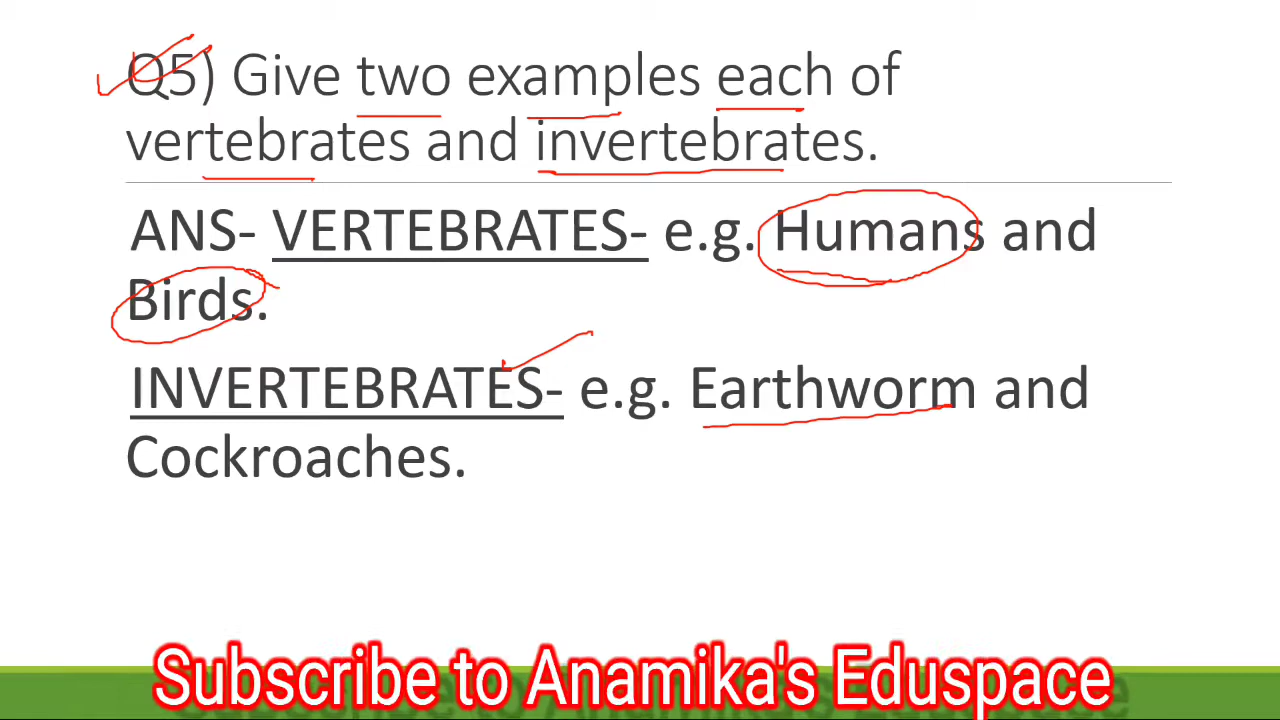 Q5) Give two examples each of
vertebrates and invertebrates.
ANS- VERTEBRATES- e.g. Humans and
Birds.
INVERTEBRATES- e.g. Earthworm and
Cockroaches.
Subscribe to Anamika's Eduspace